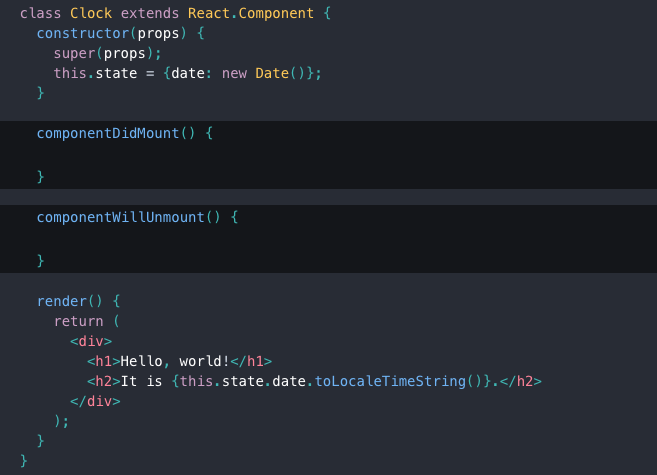 class Clock extends React.Component {
  constructor(props) {
    super(props);
    this.state = {date: new Date()};
  }
  componentDidMount() {
  }
  componentWillUnmount() {
  }
  render() {
    return (
      <div>
        <h1>Hello, world!</h1>
        <h2>It is {this.state.date.toLocaleTimeString()}.</h2>
      </div>
    );
  }
}